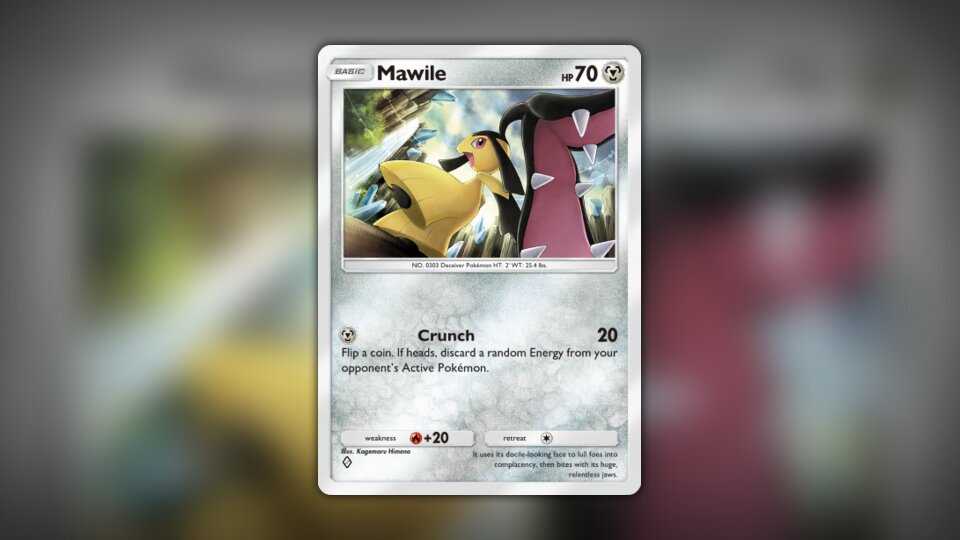 BASIC Mawile HP 70
NO. 0303 Deceiver Pokémon HT: 2' WT: 25.4 lbs.
Crunch 20
Flip a coin. If heads, discard a random Energy from your
opponent's Active Pokémon.
weakness +20 retreat
Illus. Kagemaru Himeno
It uses its docile-looking face to lull foes into
complacency, then bites with its huge,
relentless jaws.